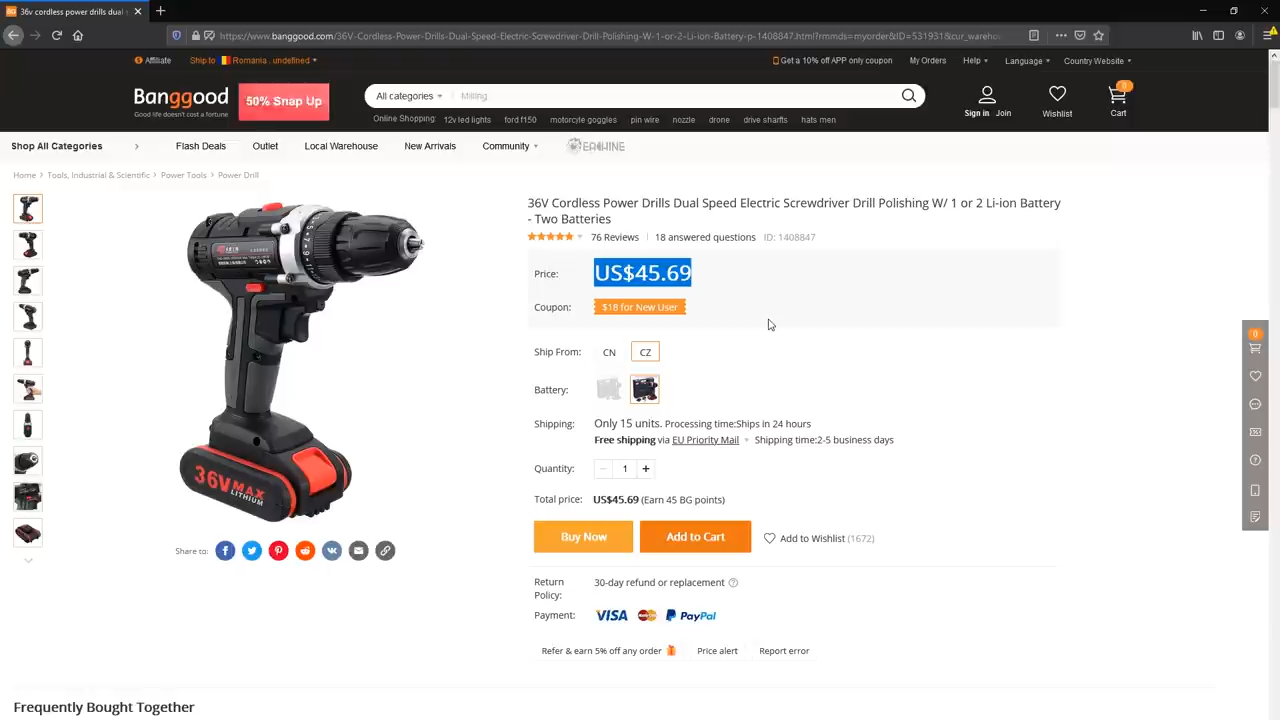 36v cordless power drills dual s
https://www.banggood.com/36V-Cordless-Power-Drills-Dual-Speed-Electric-Screwdriver-Drill-Polishing-W-1-or-2-Li-ion-Battery-p-1408847.html?rmmds=myorder&ID=531931&cur_wareho
Affiliate Ship to Romania . undefined Get a 10% off APP only coupon My Orders Help Language Country Website
Banggood
Good life doesn't cost a fortune
50% Snap Up
All categories Milling
Online Shopping: 12v led lights ford f150 motorcyle goggles pin wire nozzle drone drive sharfts hats men
Sign in Join
Wishlist
0
Cart
Shop All Categories Flash Deals Outlet Local Warehouse New Arrivals Community EACHINE
Home > Tools, Industrial & Scientific > Power Tools > Power Drill
36V Cordless Power Drills Dual Speed Electric Screwdriver Drill Polishing W/ 1 or 2 Li-ion Battery
- Two Batteries
76 Reviews 18 answered questions ID: 1408847
Price: US$45.69
Coupon: $18 for New User
Ship From: CN CZ
Battery:
Shipping: Only 15 units. Processing time:Ships in 24 hours
Free shipping via EU Priority Mail • Shipping time:2-5 business days
Quantity: − 1 +
Total price: US$45.69 (Earn 45 BG points)
Buy Now Add to Cart Add to Wishlist (1672)
Return
Policy:
30-day refund or replacement
Payment: VISA PayPal
Refer & earn 5% off any order Price alert Report error
36V MAX
LITHIUM
Share to:
0
Frequently Bought Together